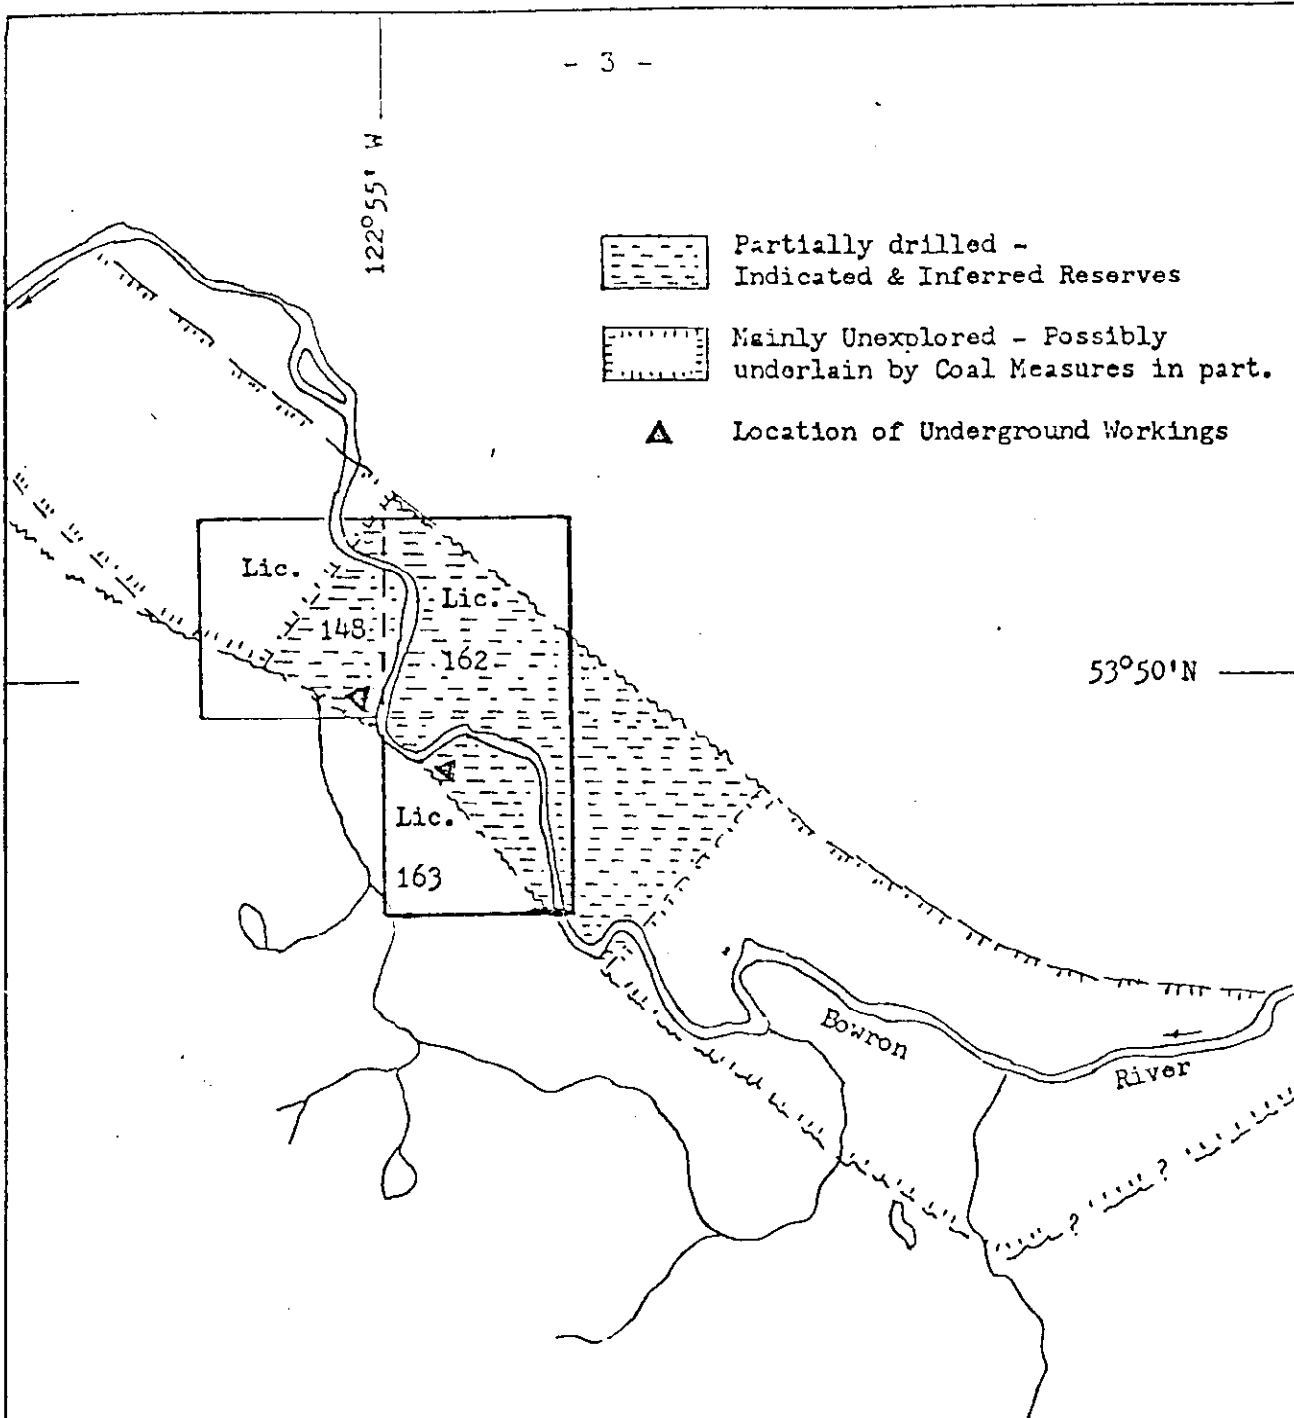 - 3 -
122°55' W
Partially drilled -
Indicated & Inferred Reserves
Mainly Unexplored - Possibly
underlain by Coal Measures in part.
Location of Underground Workings
Lic.
148
Lic.
162
53°50'N
Lic.
163
Bowron
River
?
?